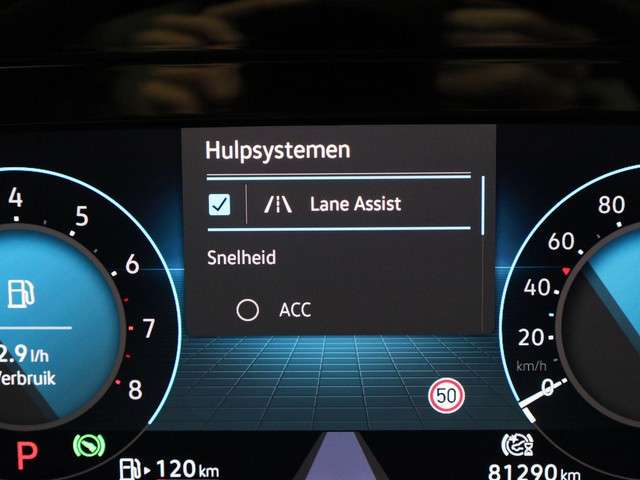 Hulpsystemen
Lane Assist
Snelheid
ACC
4
5
6
7
8
2.9 l/h
Verbruik
80
60
40
20
km/h
0
50
P
120 km
81290 km